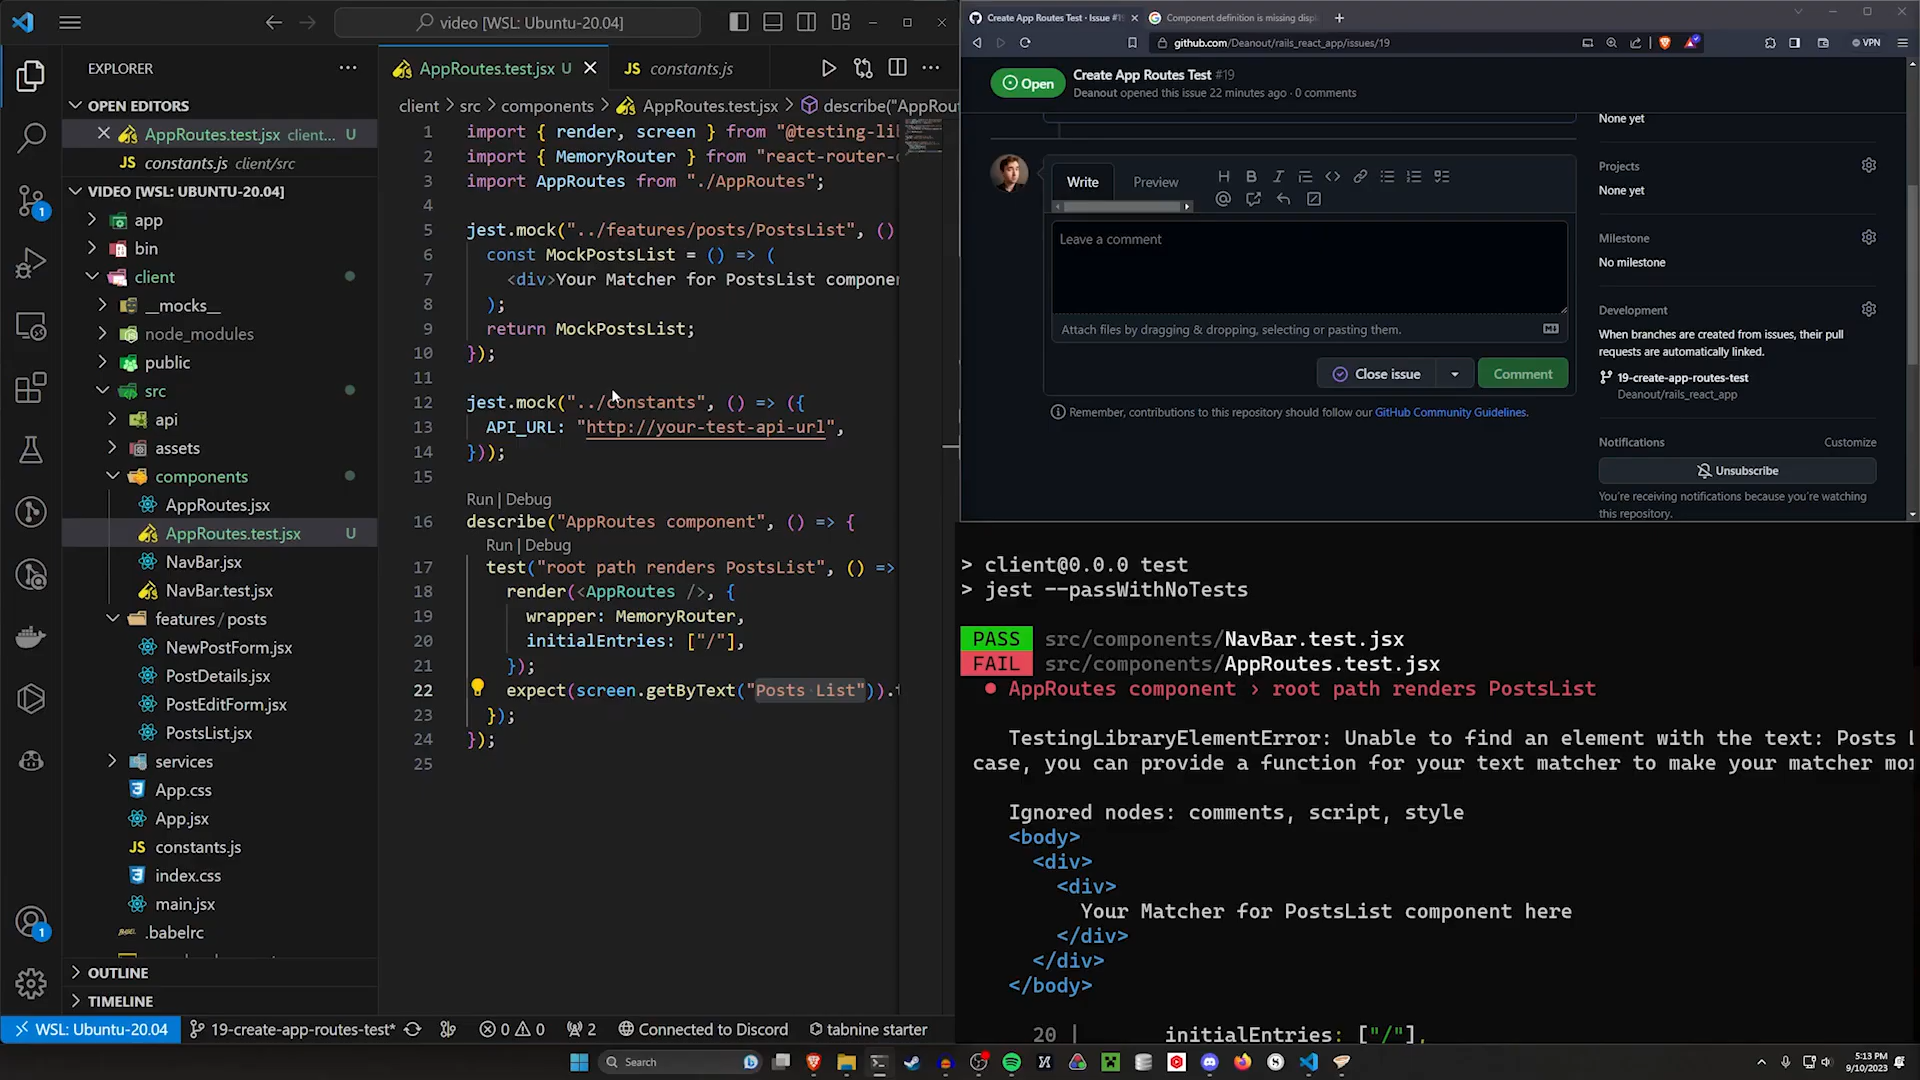 video [WSL: Ubuntu-20.04]
EXPLORER
OPEN EDITORS
AppRoutes.test.jsx client... U
JS constants.js client/src
VIDEO [WSL: UBUNTU-20.04]
app
bin
client
__mocks__
node_modules
public
src
api
assets
components
AppRoutes.jsx
AppRoutes.test.jsx U
NavBar.jsx
NavBar.test.jsx
features/posts
NewPostForm.jsx
PostDetails.jsx
PostEditForm.jsx
PostsList.jsx
services
App.css
App.jsx
JS constants.js
index.css
main.jsx
.babelrc
OUTLINE
TIMELINE
1
1
AppRoutes.test.jsx U
JS constants.js
client > src > components > AppRoutes.test.jsx > describe("AppRou
1 import { render, screen } from "@testing-li
2 import { MemoryRouter } from "react-router-
3 import AppRoutes from "./AppRoutes";
4
5 jest.mock("../features/posts/PostsList", ()
6 const MockPostsList = () => (
7 <div>Your Matcher for PostsList componen
8 );
9 return MockPostsList;
10 });
11
12 jest.mock("../constants", () => ({
13 API_URL: "http://your-test-api-url",
14 }));
15
Run | Debug
16 describe("AppRoutes component", () => {
Run | Debug
17 test("root path renders PostsList", () =>
18 render(<AppRoutes />, {
19 wrapper: MemoryRouter,
20 initialEntries: ["/"],
21 });
22 expect(screen.getByText("Posts List")).t
23 });
24 });
25
WSL: Ubuntu-20.04 19-create-app-routes-test* 0 0 2 Connected to Discord tabnine starter
Create App Routes Test · Issue #19
Component definition is missing disp
github.com/Deanout/rails_react_app/issues/19
VPN
Open
Create App Routes Test #19
Deanout opened this issue 22 minutes ago · 0 comments
Write
Preview
Leave a comment
Attach files by dragging & dropping, selecting or pasting them.
Close issue
Comment
Remember, contributions to this repository should follow our GitHub Community Guidelines.
None yet
Projects
None yet
Milestone
No milestone
Development
When branches are created from issues, their pull
requests are automatically linked.
19-create-app-routes-test
Deanout/rails_react_app
Notifications
Customize
Unsubscribe
You're receiving notifications because you're watching
this repository.
> client@0.0.0 test
> jest --passWithNoTests
PASS src/components/NavBar.test.jsx
FAIL src/components/AppRoutes.test.jsx
● AppRoutes component › root path renders PostsList
TestingLibraryElementError: Unable to find an element with the text: Posts L
case, you can provide a function for your text matcher to make your matcher mor
Ignored nodes: comments, script, style
<body>
<div>
<div>
Your Matcher for PostsList component here
</div>
</div>
</body>
20 | initialEntries: ["/"],
Search
5:13 PM
9/10/2023